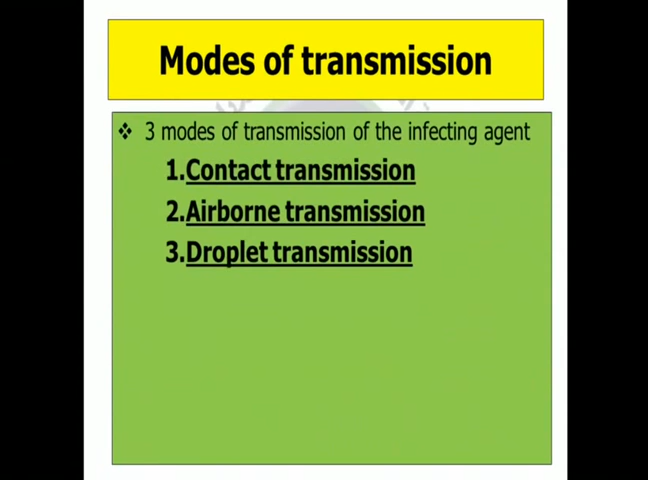 Modes of transmission
❖ 3 modes of transmission of the infecting agent
1.Contact transmission
2.Airborne transmission
3.Droplet transmission